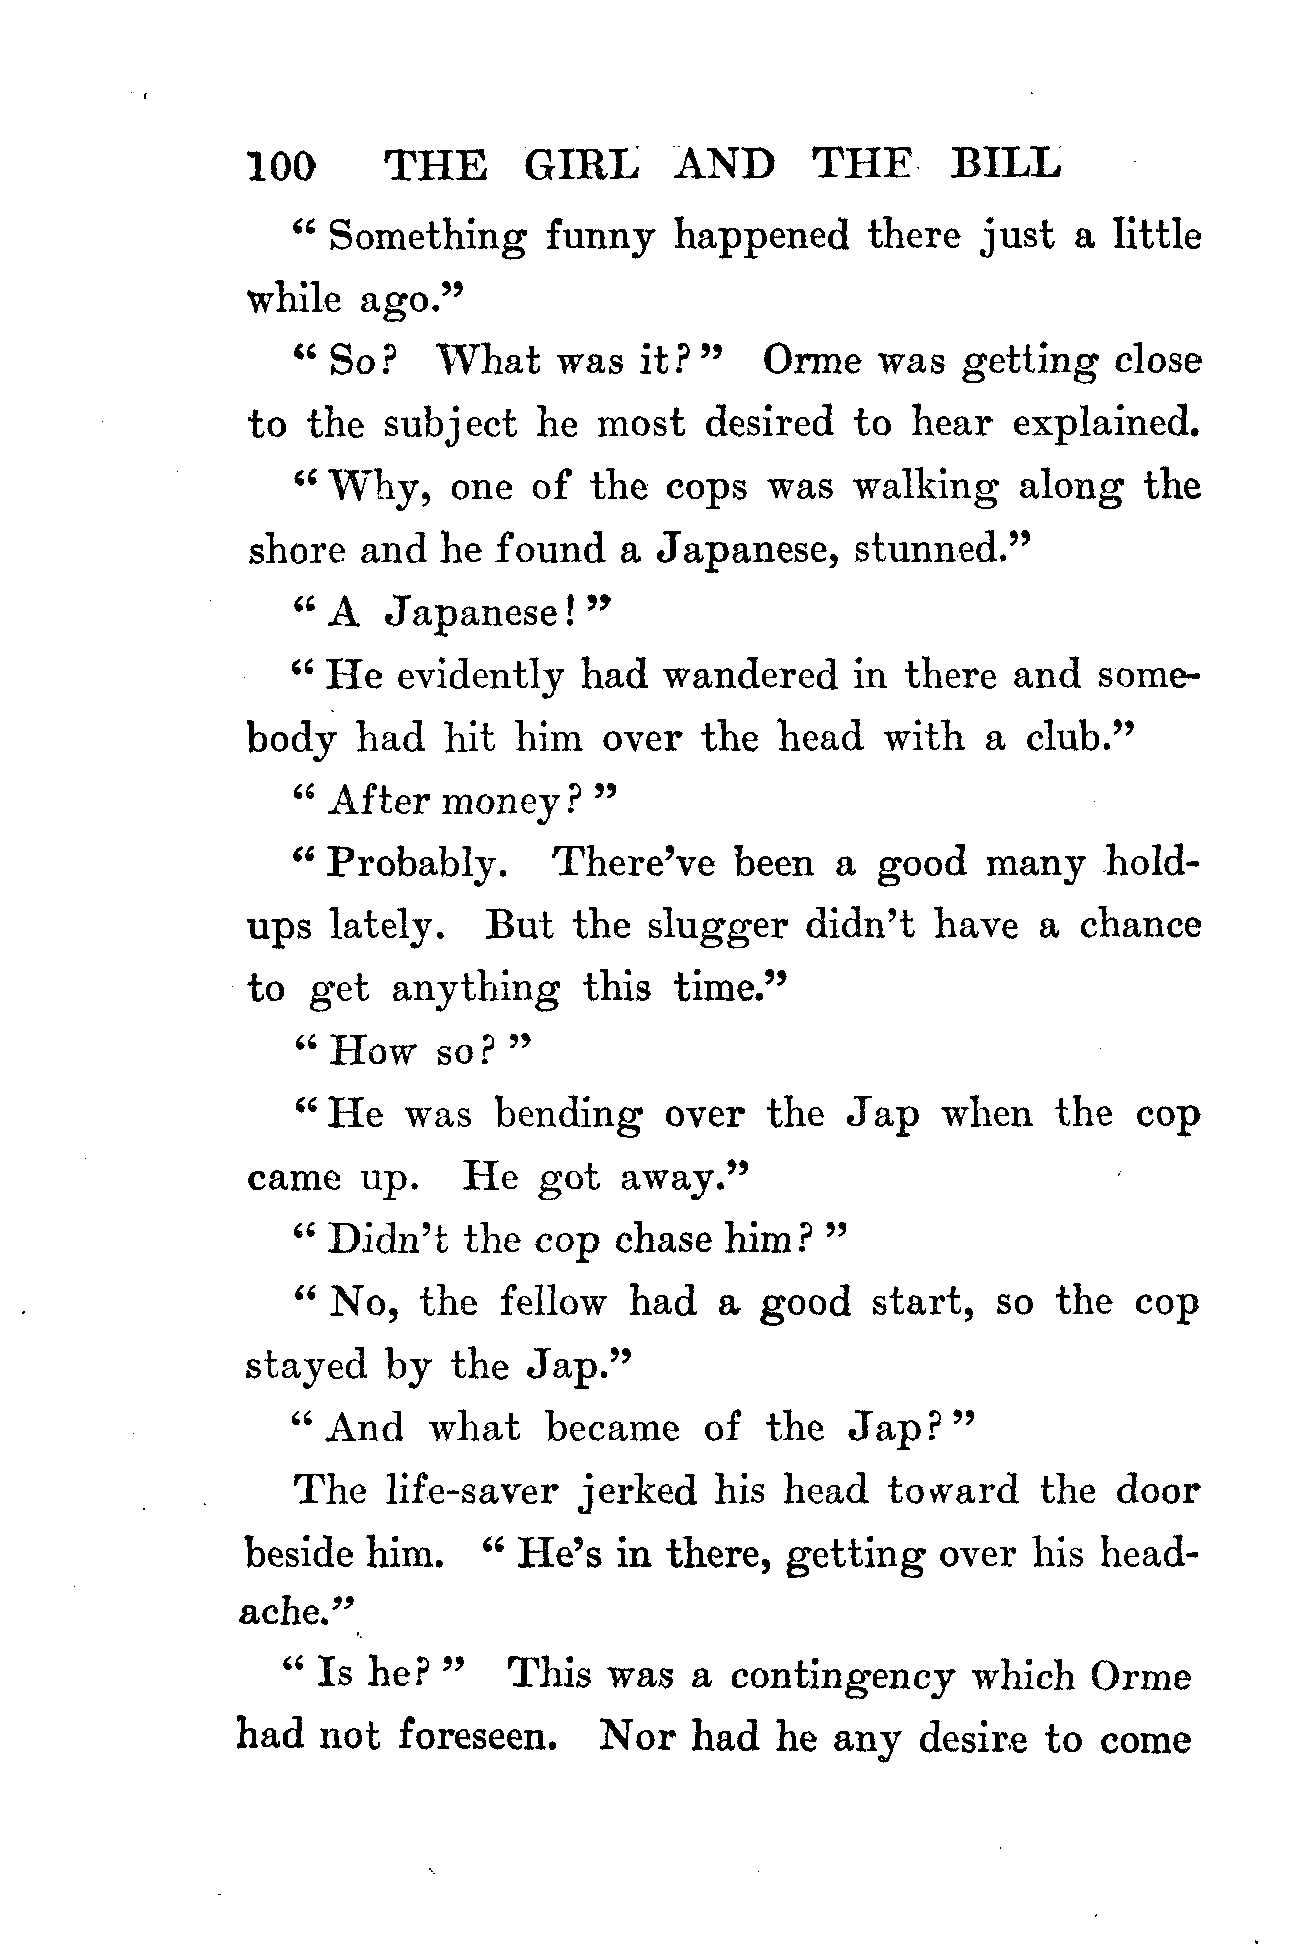 100 THE GIRL AND THE BILL
“ Something funny happened there just a little
while ago.”
“ So? What was it? ” Orme was getting close
to the subject he most desired to hear explained.
“ Why, one of the cops was walking along the
shore and he found a Japanese, stunned.”
“ A Japanese! ”
“ He evidently had wandered in there and some-
body had hit him over the head with a club.”
“ After money? ”
“ Probably. There’ve been a good many hold-
ups lately. But the slugger didn’t have a chance
to get anything this time.”
“ How so? ”
“ He was bending over the Jap when the cop
came up. He got away.”
“ Didn’t the cop chase him? ”
“ No, the fellow had a good start, so the cop
stayed by the Jap.”
“ And what became of the Jap? ”
The life-saver jerked his head toward the door
beside him. “ He’s in there, getting over his head-
ache.”
“ Is he? ” This was a contingency which Orme
had not foreseen. Nor had he any desire to come